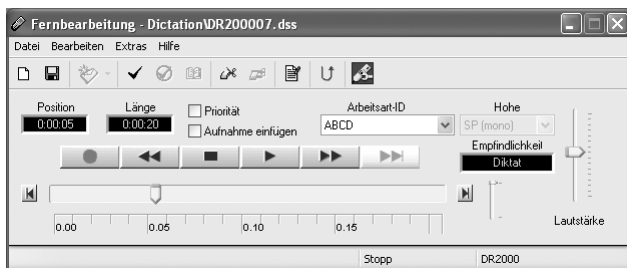 Fernbearbeitung - Dictation\DR200007.dss
Datei Bearbeiten Extras Hilfe
Position Länge Priorität Arbeitsart-ID Hohe
0:00:05 0:00:20 Aufnahme einfügen ABCD SP (mono)
Empfindlichkeit
Diktat
0.00 0.05 0.10 0.15 Lautstärke
Stopp DR2000